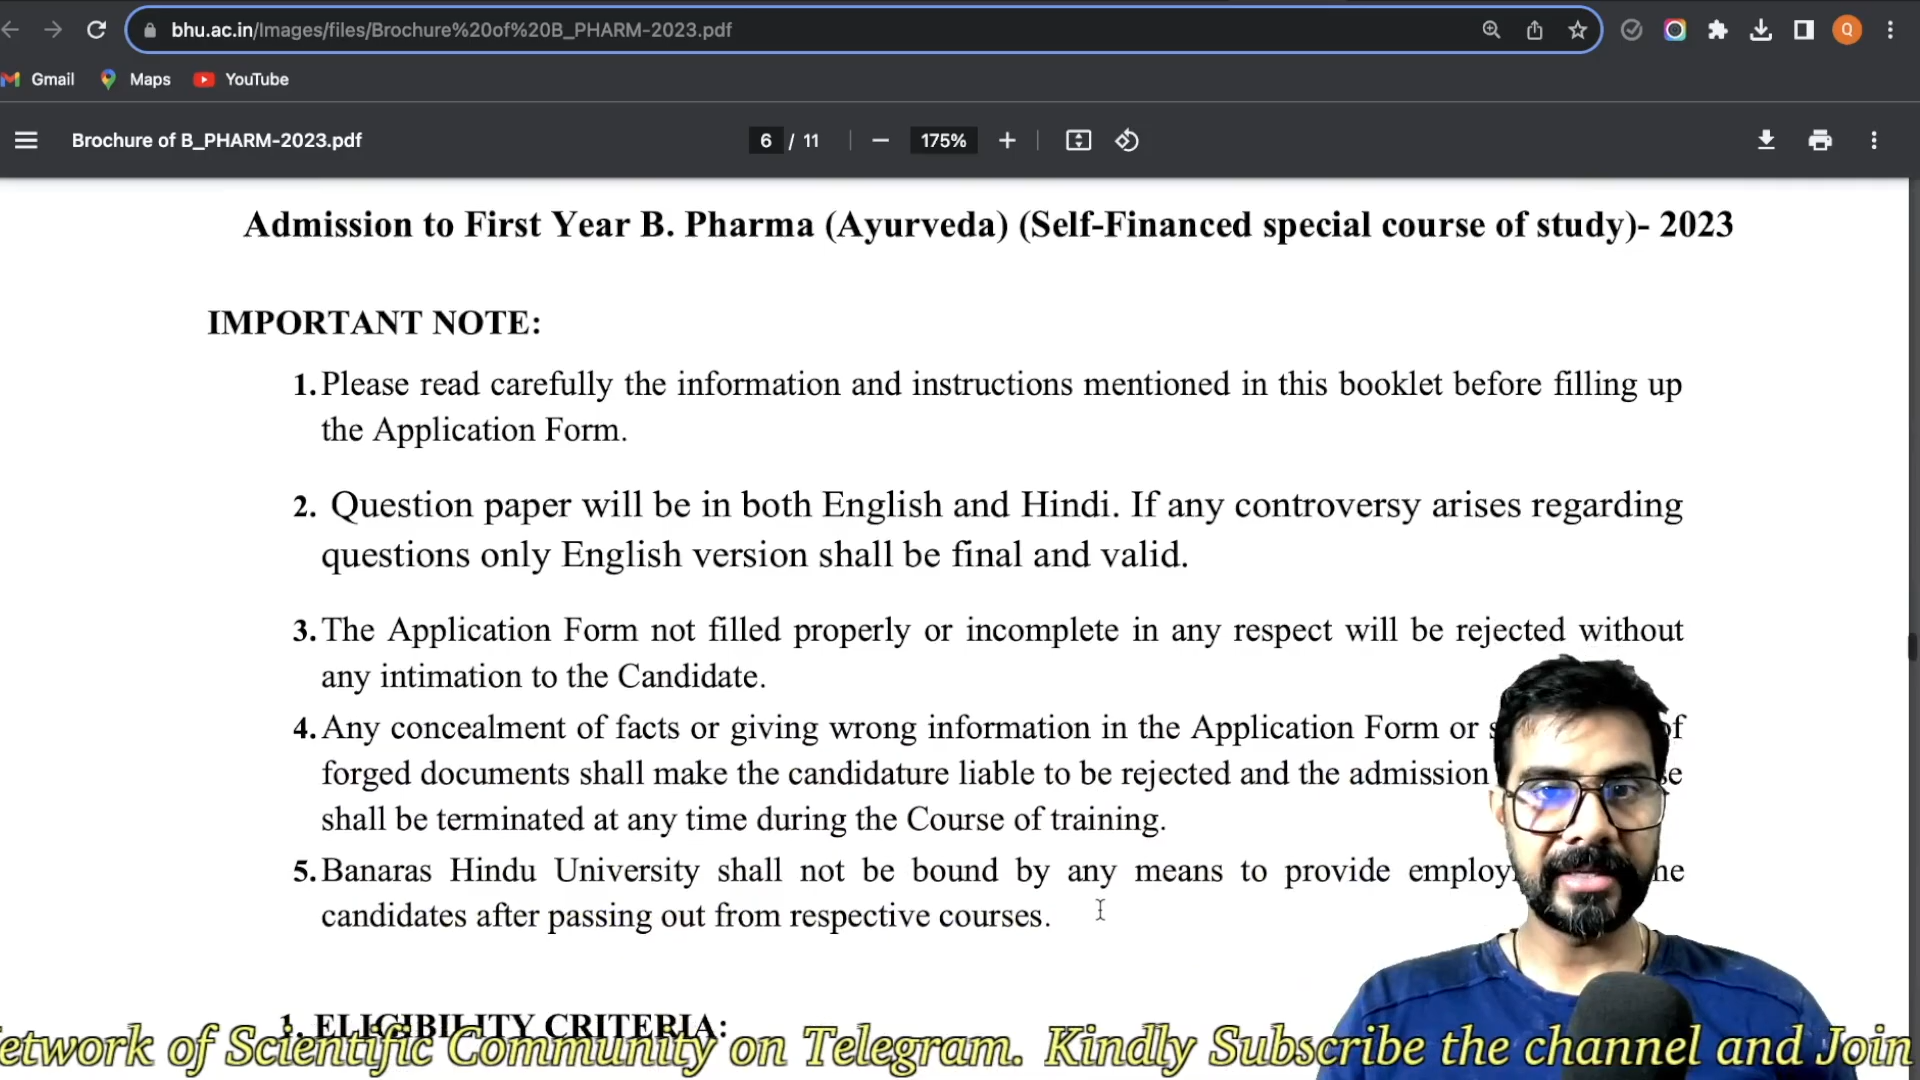 bhu.ac.in/Images/files/Brochure%20of%20B_PHARM-2023.pdf
Q
Gmail Maps YouTube
Brochure of B_PHARM-2023.pdf 6 / 11 175%
Admission to First Year B. Pharma (Ayurveda) (Self-Financed special course of study)- 2023
IMPORTANT NOTE:
1. Please read carefully the information and instructions mentioned in this booklet before filling up
the Application Form.
2. Question paper will be in both English and Hindi. If any controversy arises regarding
questions only English version shall be final and valid.
3. The Application Form not filled properly or incomplete in any respect will be rejected without
any intimation to the Candidate.
4. Any concealment of facts or giving wrong information in the Application Form or of
forged documents shall make the candidature liable to be rejected and the admission
shall be terminated at any time during the Course of training.
5. Banaras Hindu University shall not be bound by any means to provide
candidates after passing out from respective courses.
1. ELIGIBILITY CRITERIA:
etwork of Scientific Community on Telegram. Kindly Subscribe the channel and Join